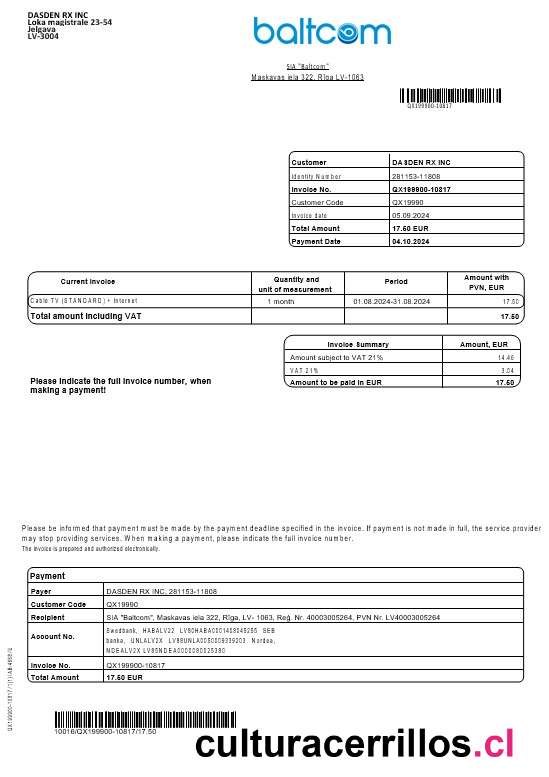 DASDEN RX INC
Loka magistrale 23-54
Jelgava
LV-3004
baltcom
SIA "Baltcom"
Maskavas iela 322, Rīga LV-1063
QX199900-10817
Customer DASDEN RX INC
Identity Number 281153-11808
Invoice No. QX199900-10817
Customer Code QX19990
Invoice date 05.09.2024
Total Amount 17.50 EUR
Payment Date 04.10.2024
Current Invoice Quantity and unit of measurement Period Amount with PVN, EUR
Cable TV (STANDARD) + Internet 1 month 01.08.2024-31.08.2024 17.50
Total amount including VAT 17.50
Invoice Summary Amount, EUR
Amount subject to VAT 21% 14.46
VAT 21% 3.04
Amount to be paid in EUR 17.50
Please indicate the full invoice number, when
making a payment!
Please be informed that payment must be made by the payment deadline specified in the invoice. If payment is not made in full, the service provider
may stop providing services. When making a payment, please indicate the full invoice number.
The invoice is prepared and authorized electronically.
Payment
Payer DASDEN RX INC, 281153-11808
Customer Code QX19990
Recipient SIA "Baltcom", Maskavas iela 322, Rīga, LV- 1063, Reģ. Nr. 40003005264, PVN Nr. LV40003005264
Account No. Swedbank, HABALV22 SEB
banka, UNLALV2X Nordea,
NDEALV2X
Invoice No. QX199900-10817
Total Amount 17.50 EUR
10016/QX199900-10817/17.50
culturacerrillos.cl